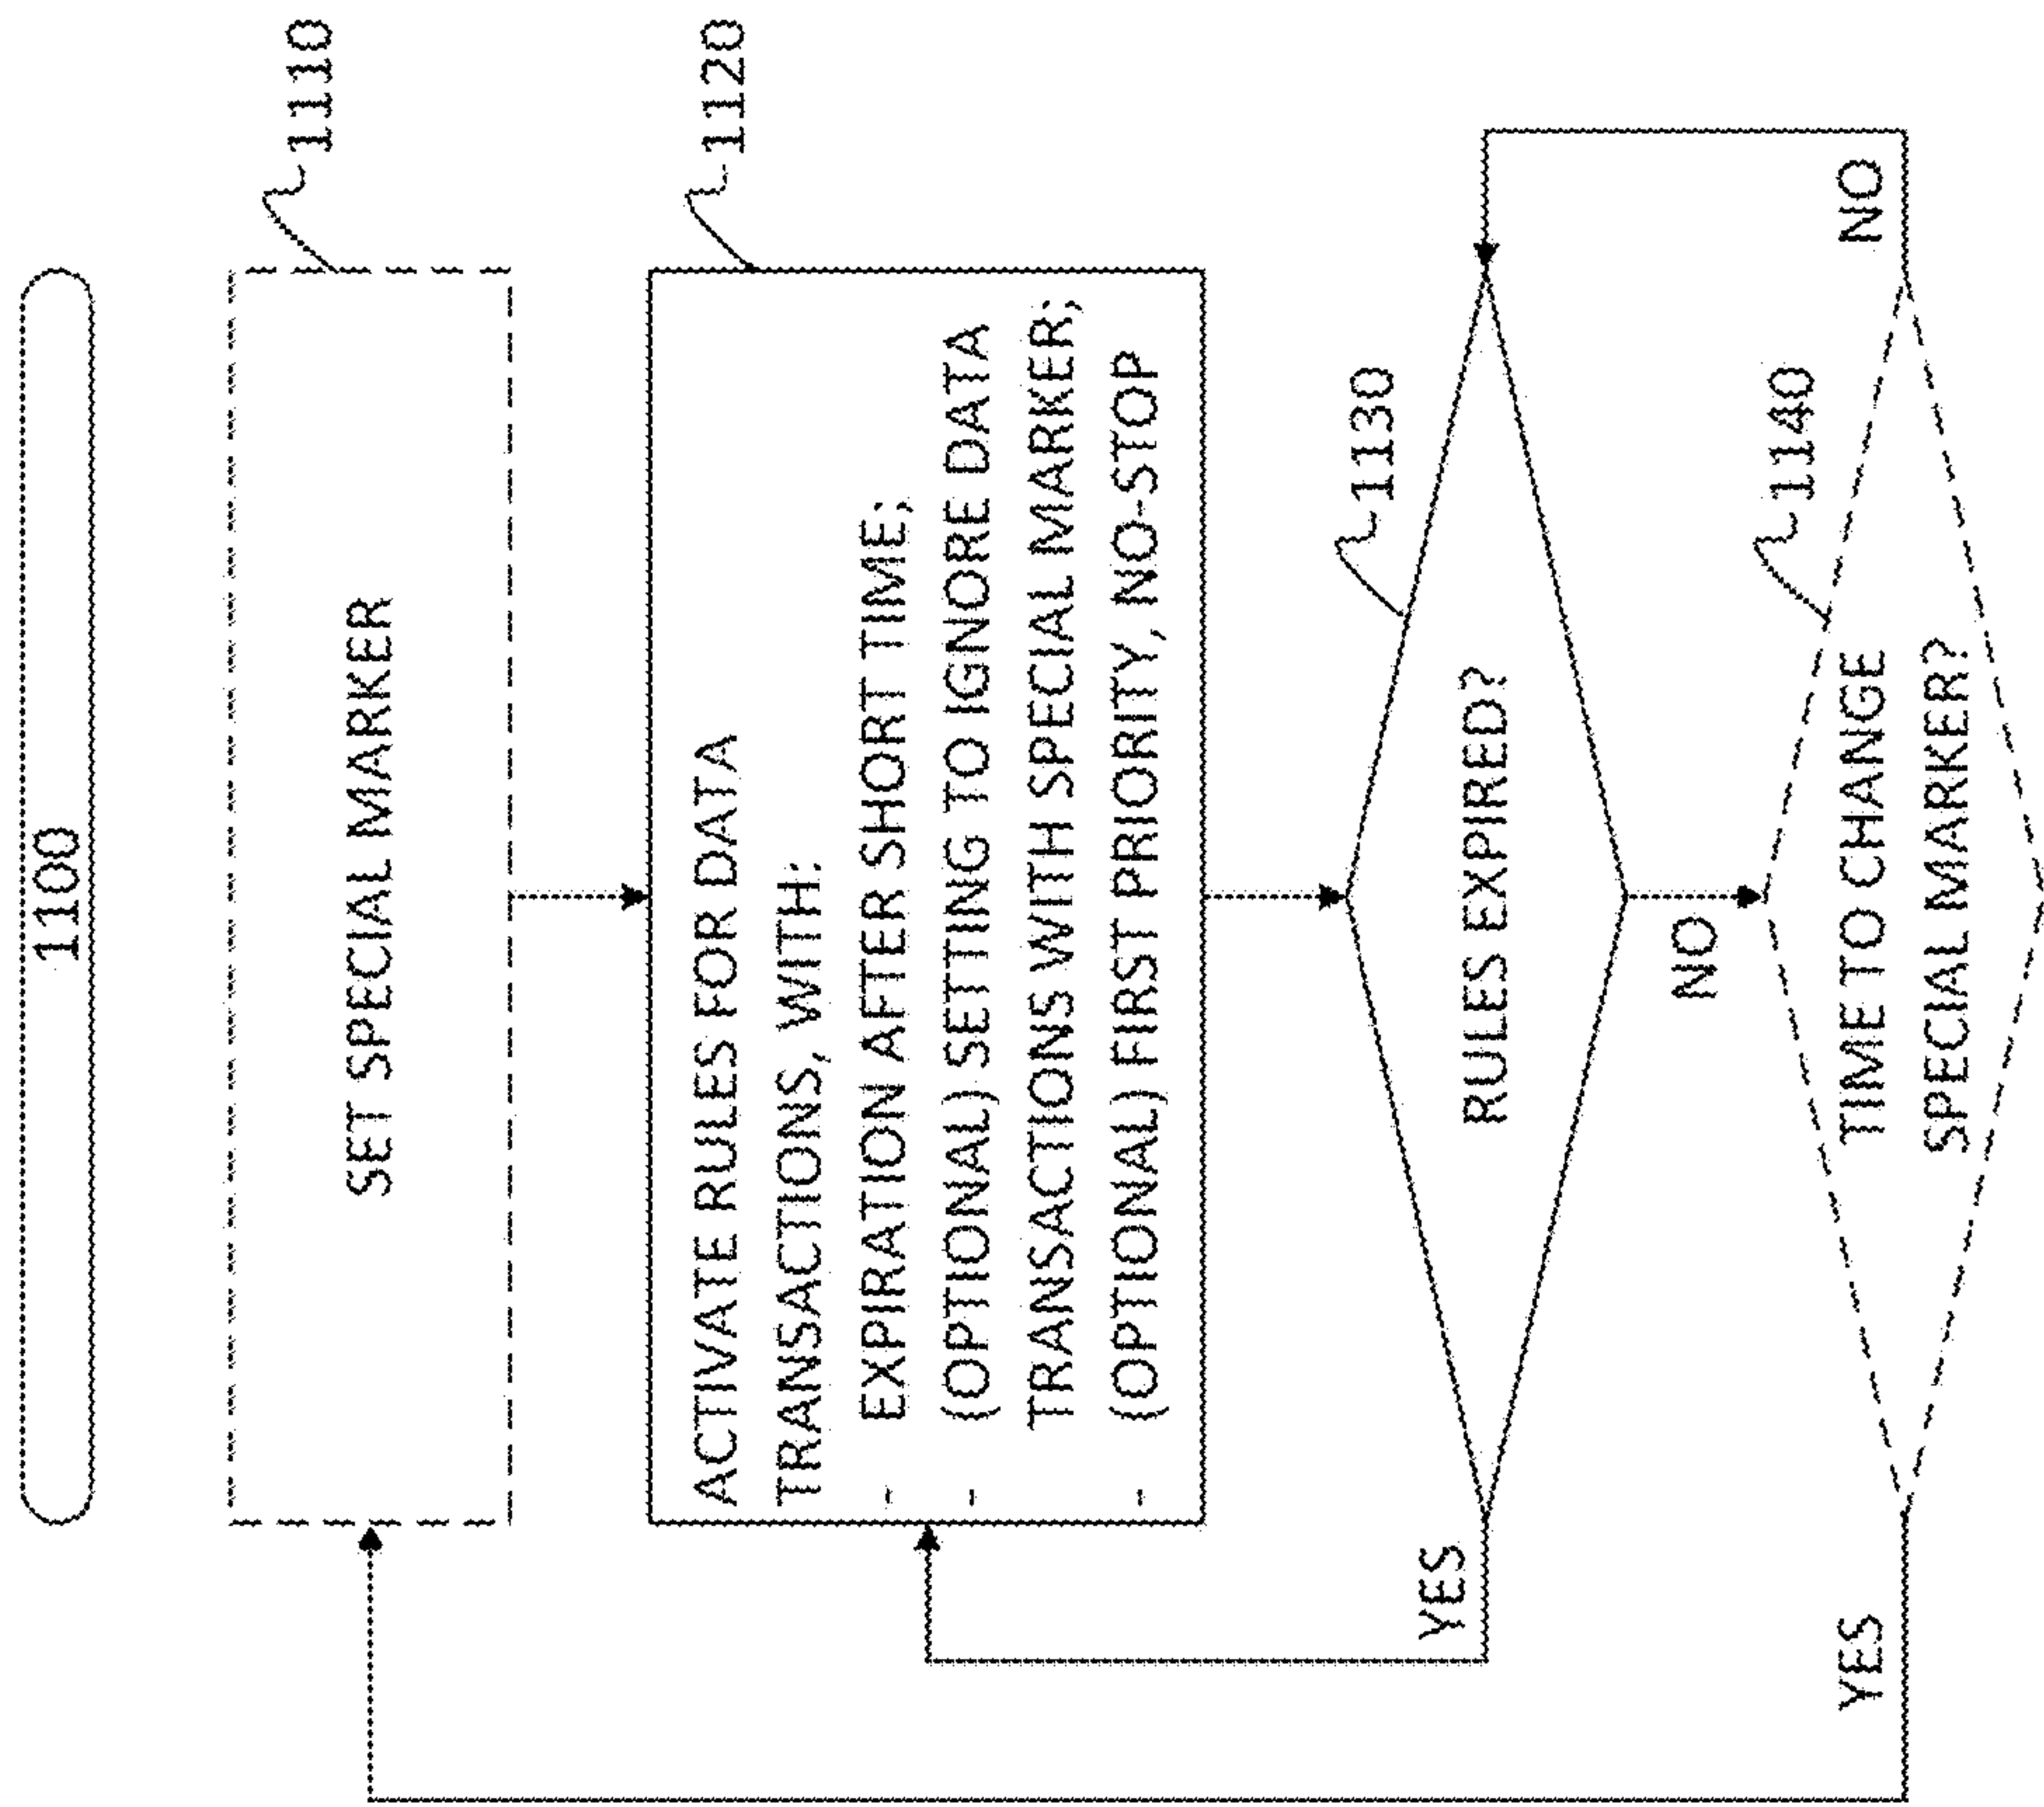 1100
SET SPECIAL MARKER
1110
ACTIVATE RULES FOR DATA
TRANSACTIONS, WITH:
- EXPIRATION AFTER SHORT TIME;
- (OPTIONAL) SETTING TO IGNORE DATA
TRANSACTIONS WITH SPECIAL MARKER;
- (OPTIONAL) FIRST PRIORITY, NO-STOP
1120
RULES EXPIRED?
1130
YES
NO
TIME TO CHANGE
SPECIAL MARKER?
1140
YES
NO